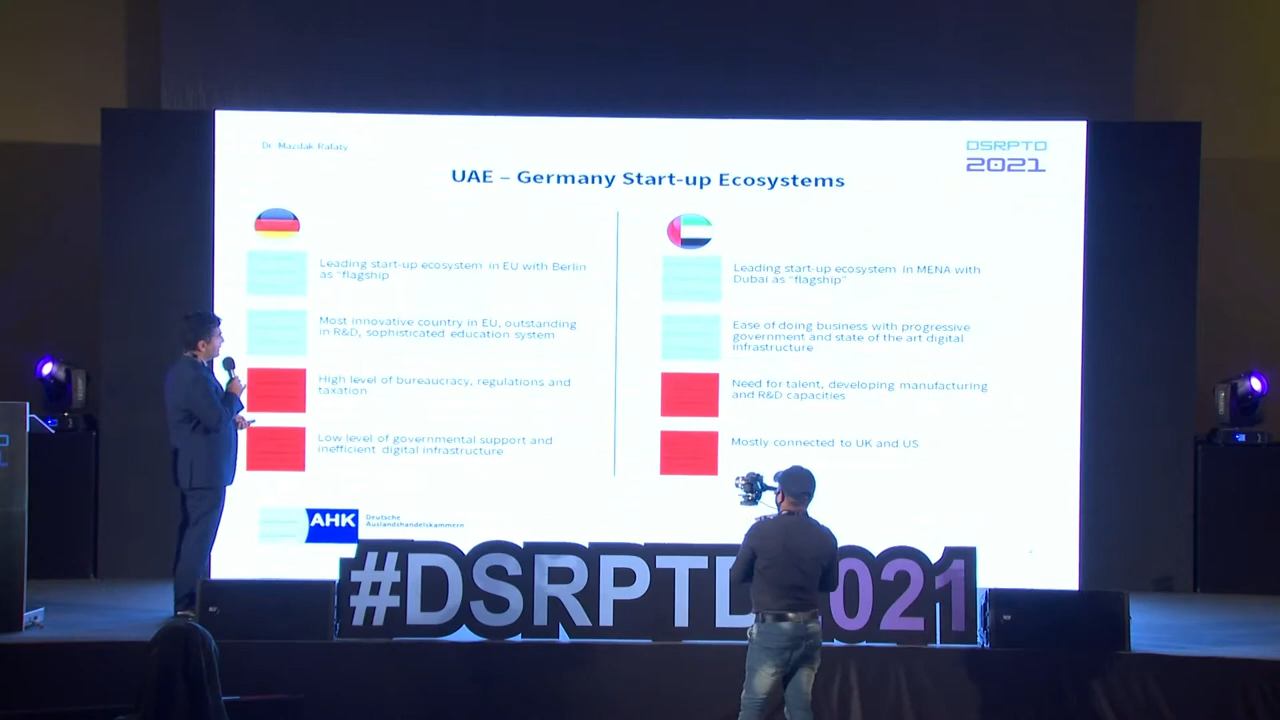 Dr. Mazdak Rafaty
DSRPTD
2021
UAE – Germany Start-up Ecosystems
Leading start-up ecosystem in EU with Berlin
as "flagship
Most innovative country in EU, outstanding
in R&D, sophisticated education system
High level of bureaucracy, regulations and
taxation
Low level of governmental support and
inefficient digital infrastructure
Leading start-up ecosystem in MENA with
Dubai as "flagship"
Ease of doing business with progressive
government and state of the art digital
infrastructure
Need for talent, developing manufacturing
and R&D capacities
Mostly connected to UK and US
AHK
Deutsche
Auslandshandelskammern
#DSRPTD 021